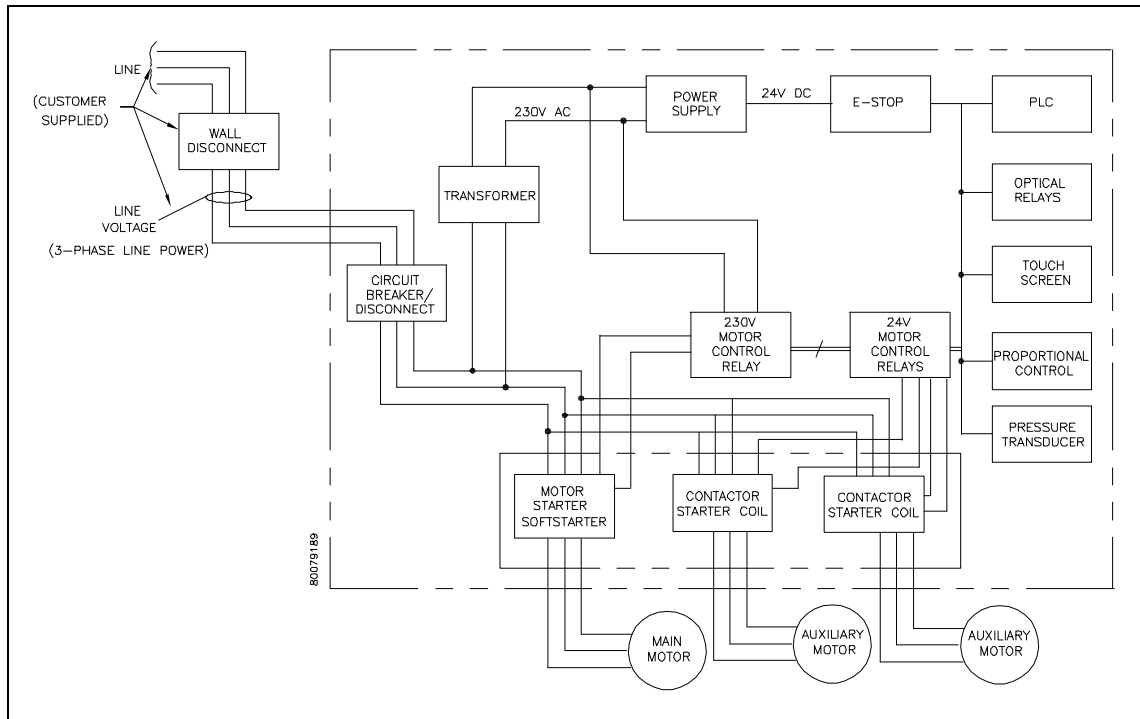 LINE
(CUSTOMER
SUPPLIED)
WALL
DISCONNECT
LINE
VOLTAGE
(3-PHASE LINE POWER)
CIRCUIT
BREAKER/
DISCONNECT
230V AC
TRANSFORMER
POWER
SUPPLY
24V DC
E-STOP
PLC
OPTICAL
RELAYS
TOUCH
SCREEN
PROPORTIONAL
CONTROL
PRESSURE
TRANSDUCER
230V
MOTOR
CONTROL
RELAY
24V
MOTOR
CONTROL
RELAYS
MOTOR
STARTER
SOFTSTARTER
CONTACTOR
STARTER COIL
CONTACTOR
STARTER COIL
80079189
MAIN
MOTOR
AUXILIARY
MOTOR
AUXILIARY
MOTOR